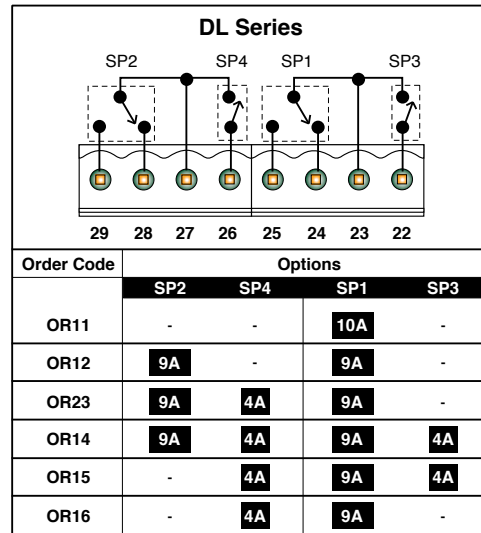 DL Series
SP2 SP4 SP1 SP3
29 28 27 26 25 24 23 22
Order Code Options
SP2 SP4 SP1 SP3
OR11 - - 10A -
OR12 9A - 9A -
OR23 9A 4A 9A -
OR14 9A 4A 9A 4A
OR15 - 4A 9A 4A
OR16 - 4A 9A -